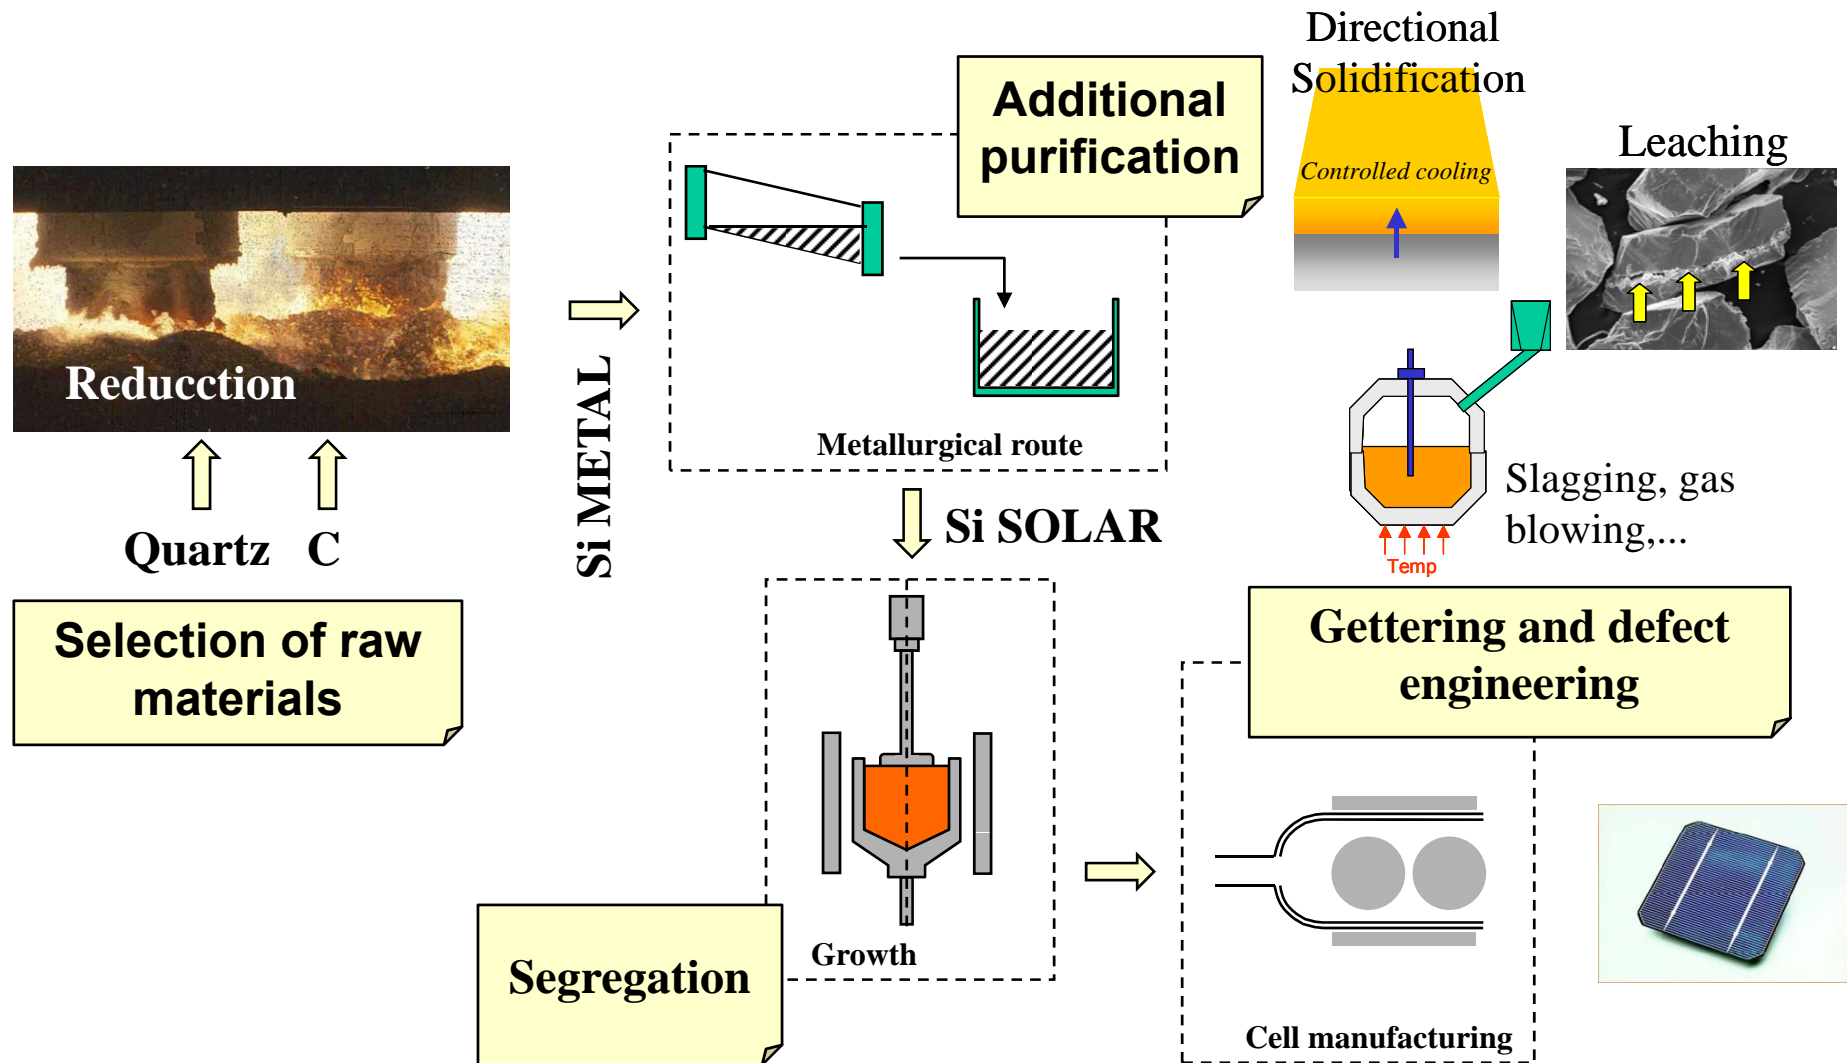 Directional
Solidification
Controlled cooling
Additional
purification
Leaching
Reducction
Quartz C
Si METAL
Metallurgical route
Slagging, gas
blowing,...
Temp
Si SOLAR
Selection of raw
materials
Gettering and defect
engineering
Growth
Segregation
Cell manufacturing